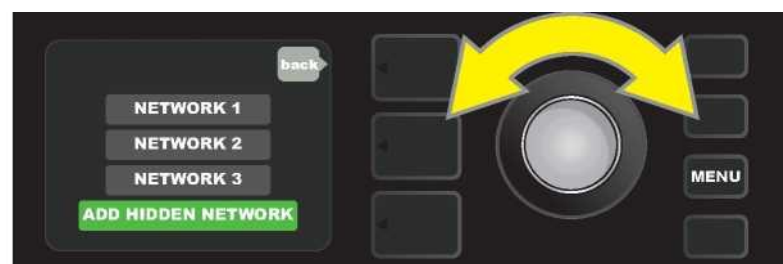 back
NETWORK 1
NETWORK 2
NETWORK 3
MENU
ADD HIDDEN NETWORK